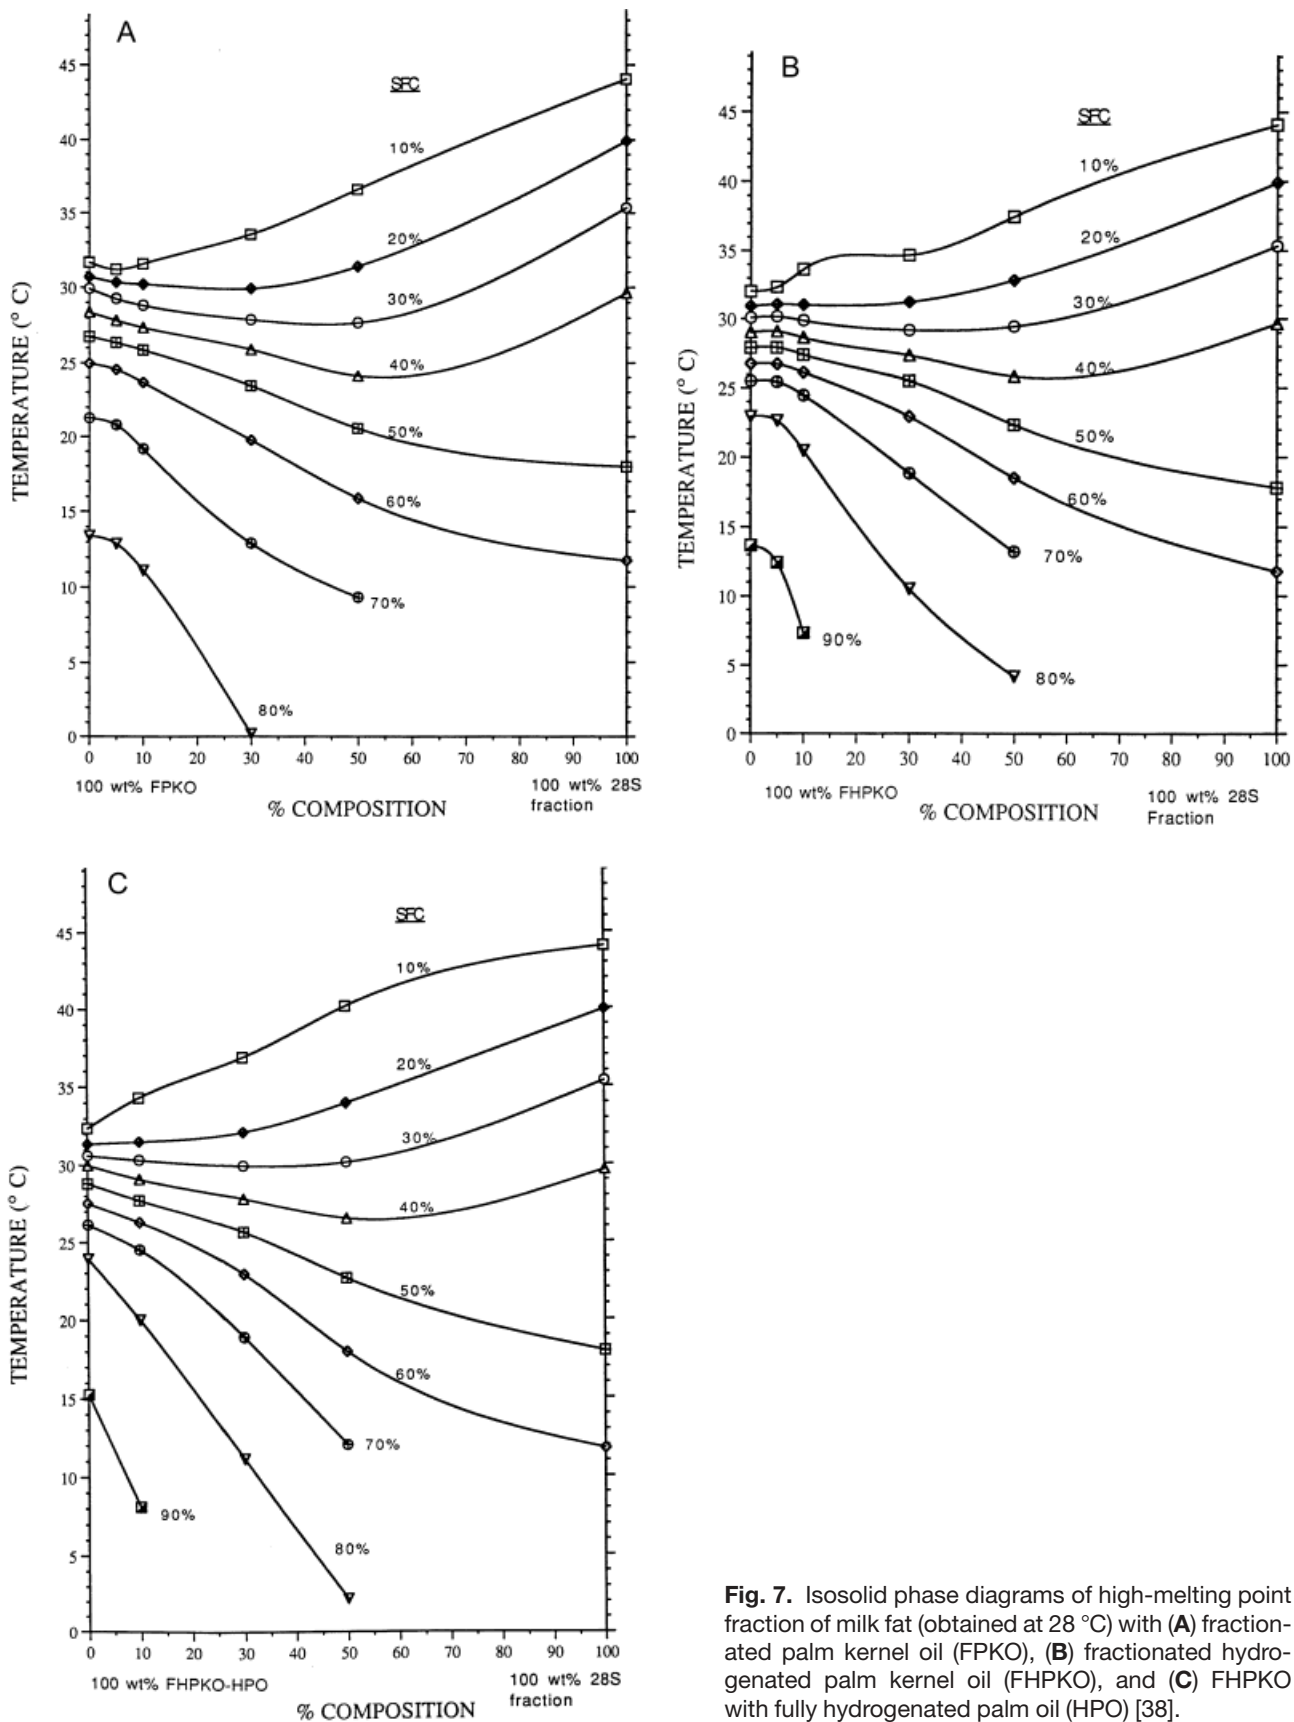 A
SFC
45
40
35
30
25
20
15
10
5
0
TEMPERATURE (° C)
10%
20%
30%
40%
50%
60%
70%
80%
0 10 20 30 40 50 60 70 80 90 100
100 wt% FPKO
% COMPOSITION
100 wt% 28S
fraction
B
SFC
45
40
35
30
25
20
15
10
5
0
TEMPERATURE (° C)
10%
20%
30%
40%
50%
60%
70%
90%
80%
0 10 20 30 40 50 60 70 80 90 100
100 wt% FHPKO
% COMPOSITION
100 wt% 28S
Fraction
C
SFC
45
40
35
30
25
20
15
10
5
0
TEMPERATURE (° C)
10%
20%
30%
40%
50%
60%
70%
90%
80%
0 10 20 30 40 50 60 70 80 90 100
100 wt% FHPKO-HPO
% COMPOSITION
100 wt% 28S
fraction
Fig. 7. Isosolid phase diagrams of high-melting point
fraction of milk fat (obtained at 28 °C) with (A) fraction-
ated palm kernel oil (FPKO), (B) fractionated hydro-
genated palm kernel oil (FHPKO), and (C) FHPKO
with fully hydrogenated palm oil (HPO) [38].